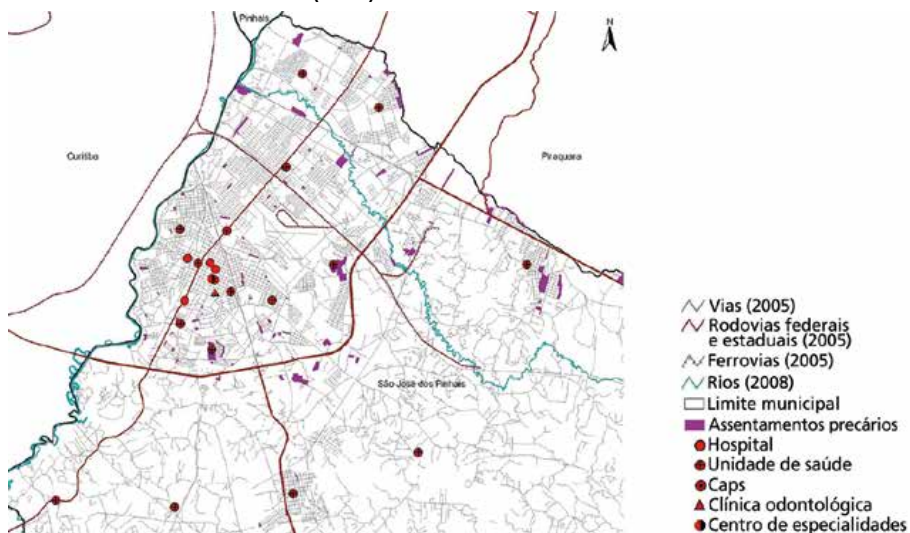 Pinhais
N
Curitiba
Piraquara
São José dos Pinhais
Vias (2005)
Rodovias federais
e estaduais (2005)
Ferrovias (2005)
Rios (2008)
Limite municipal
Assentamentos precários
Hospital
Unidade de saúde
Caps
Clínica odontológica
Centro de especialidades